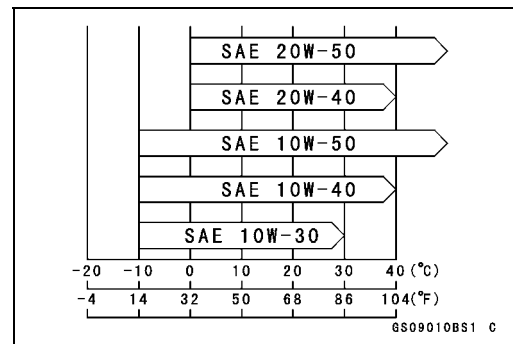 SAE 20W-50
SAE 20W-40
SAE 10W-50
SAE 10W-40
SAE 10W-30
-20 -10 0 10 20 30 40 (°C)
-4 14 32 50 68 86 104(°F)
GS09010BS1 C